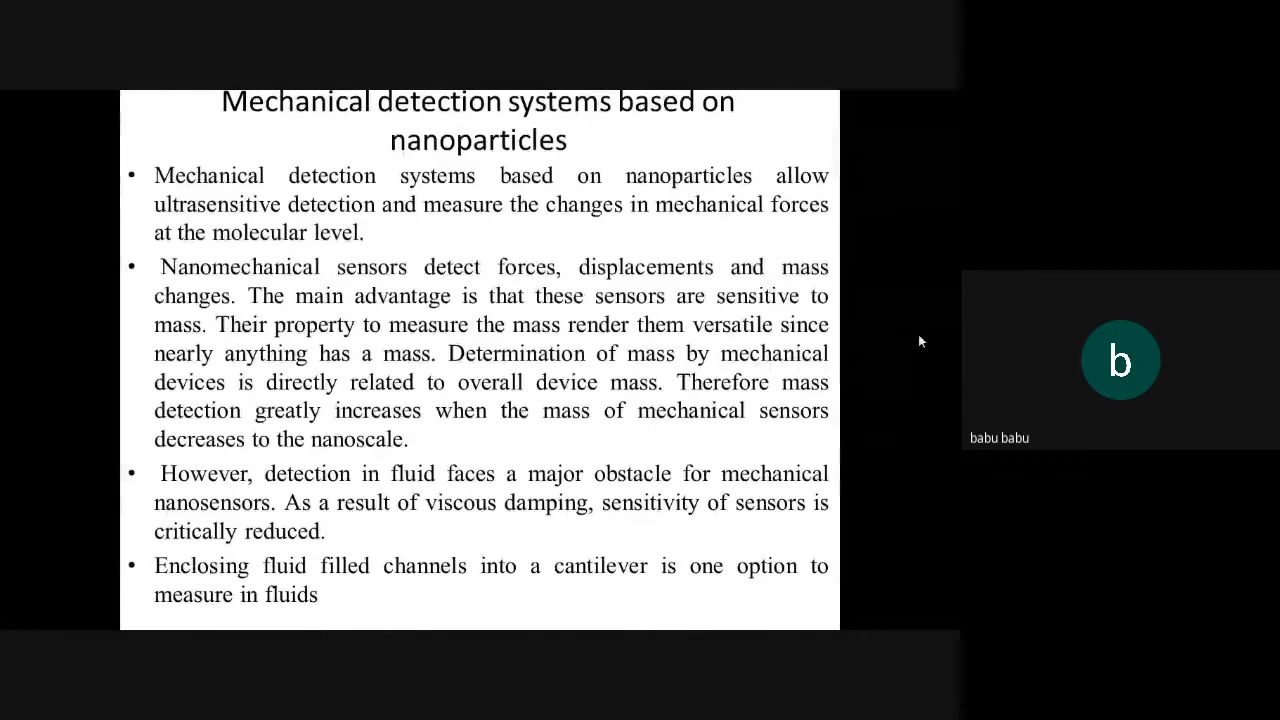 Mechanical detection systems based on
nanoparticles
• Mechanical detection systems based on nanoparticles allow
ultrasensitive detection and measure the changes in mechanical forces
at the molecular level.
• Nanomechanical sensors detect forces, displacements and mass
changes. The main advantage is that these sensors are sensitive to
mass. Their property to measure the mass render them versatile since
nearly anything has a mass. Determination of mass by mechanical
devices is directly related to overall device mass. Therefore mass
detection greatly increases when the mass of mechanical sensors
decreases to the nanoscale.
• However, detection in fluid faces a major obstacle for mechanical
nanosensors. As a result of viscous damping, sensitivity of sensors is
critically reduced.
• Enclosing fluid filled channels into a cantilever is one option to
measure in fluids
b
babu babu